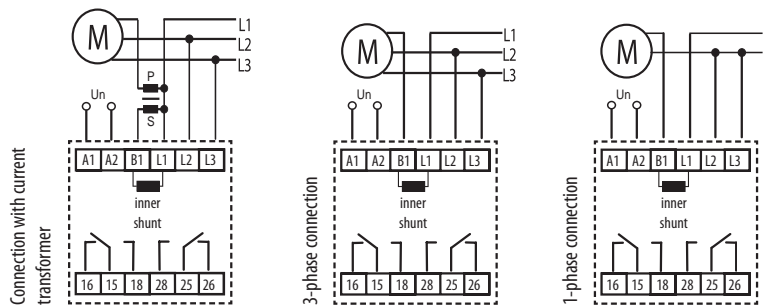 Connection with current
transformer
M
L1
L2
L3
P
S
Un
A1 A2 B1 L1 L2 L3
inner
shunt
16 15 18 28 25 26
3-phase connection
M
L1
L2
L3
Un
A1 A2 B1 L1 L2 L3
inner
shunt
16 15 18 28 25 26
1-phase connection
M
Un
A1 A2 B1 L1 L2 L3
inner
shunt
16 15 18 28 25 26